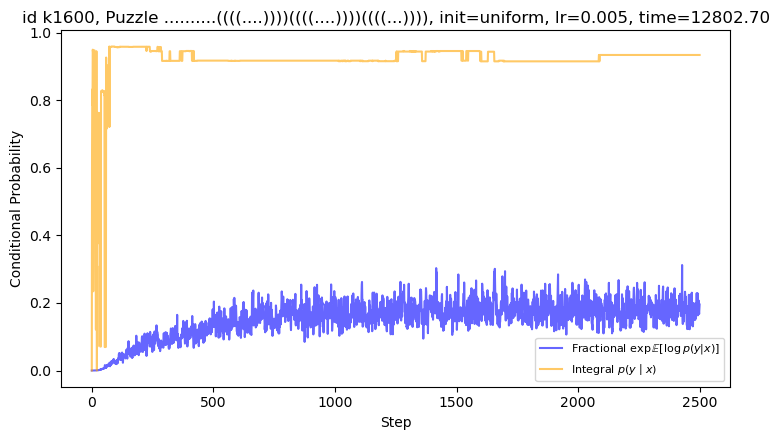 id k1600, Puzzle ..........((((....))))((((....))))((((...)))), init=uniform, lr=0.005, time=12802.70
1.0
0.8
0.6
0.4
0.2
0.0
Conditional Probability
0 500 1000 1500 2000 2500
Step
Fractional exp𝔼[log p(y|x)]
Integral p(y | x)